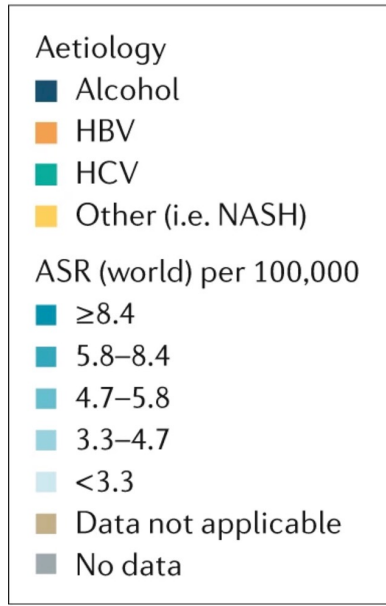 Aetiology
Alcohol
HBV
HCV
Other (i.e. NASH)
ASR (world) per 100,000
≥8.4
5.8–8.4
4.7–5.8
3.3–4.7
<3.3
Data not applicable
No data